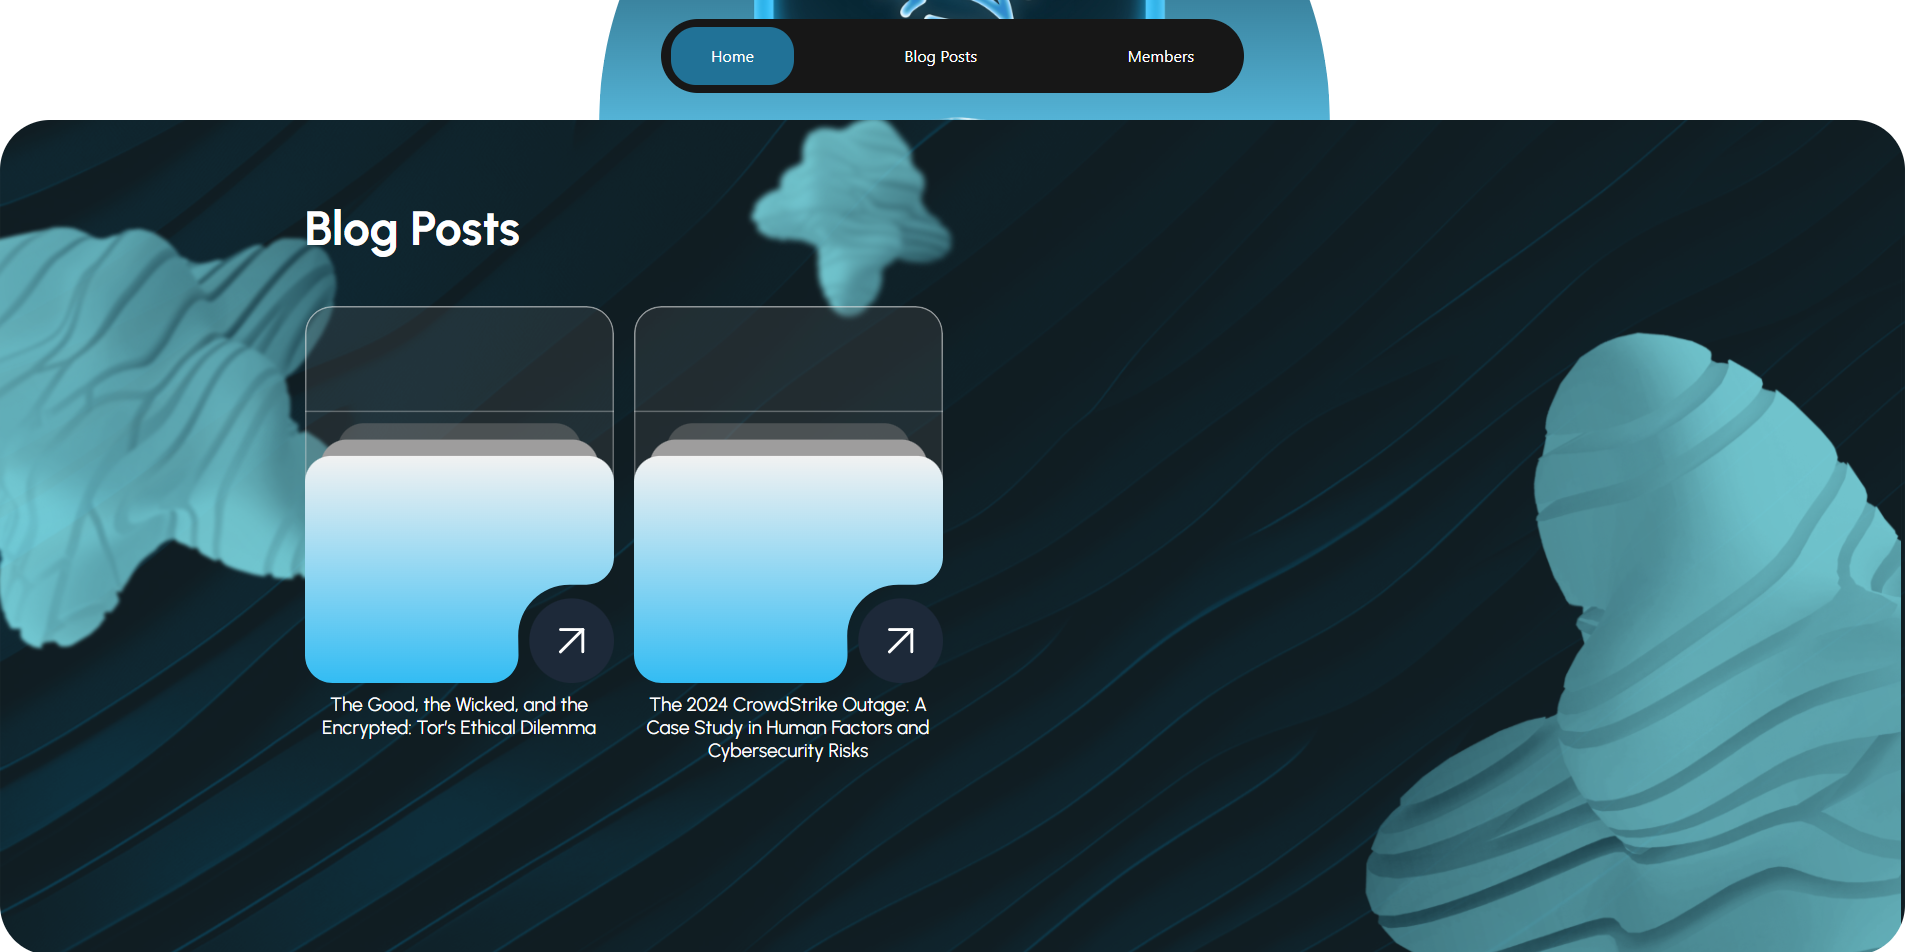 Home
Blog Posts
Members
Blog Posts
The Good, the Wicked, and the
Encrypted: Tor's Ethical Dilemma
The 2024 CrowdStrike Outage: A
Case Study in Human Factors and
Cybersecurity Risks